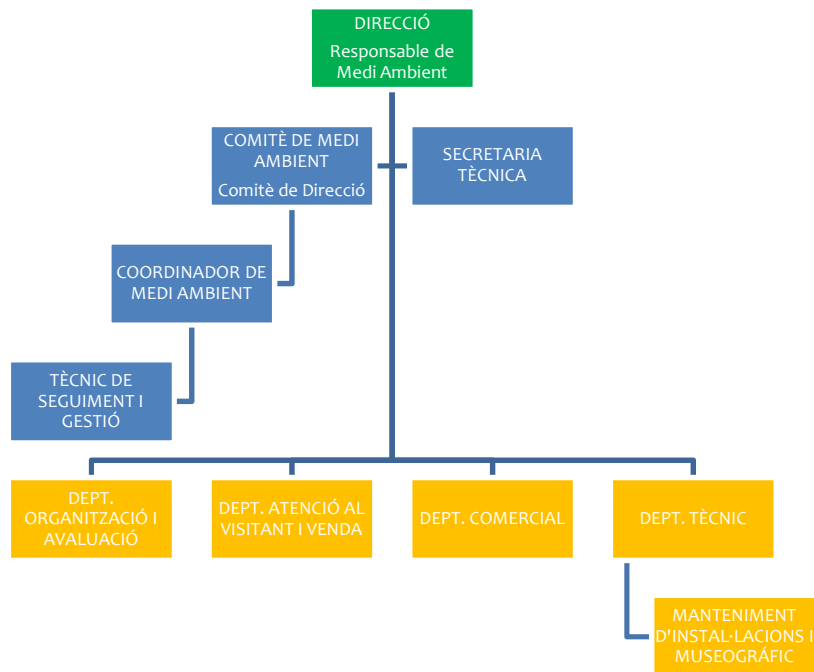 DIRECCIÓ
Responsable de
Medi Ambient
COMITÈ DE MEDI
AMBIENT
Comitè de Direcció
SECRETARIA
TÈCNICA
COORDINADOR DE
MEDI AMBIENT
TÈCNIC DE
SEGUIMENT I
GESTIÓ
DEPT.
ORGANITZACIÓ I
AVALUACIÓ
DEPT. ATENCIÓ AL
VISITANT I VENDA
DEPT. COMERCIAL
DEPT. TÈCNIC
MANTENIMENT
D'INSTAL·LACIONS I
MUSEOGRÁFIC